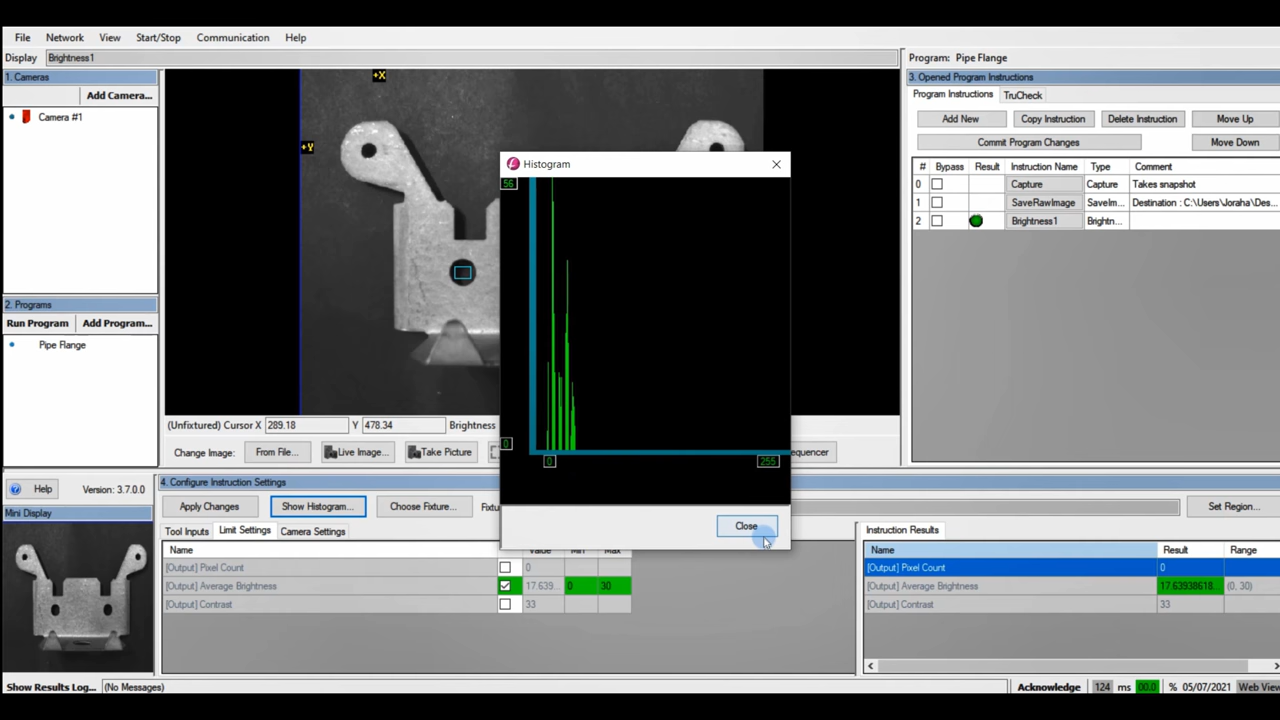 File Network View Start/Stop Communication Help
Display Brightness1
Program: Pipe Flange
1. Cameras
Add Camera...
Camera #1
2. Programs
Run Program Add Program...
Pipe Flange
+X
+Y
Histogram
56
0
0 255
Close
3. Opened Program Instructions
Program Instructions TruCheck
Add New Copy Instruction Delete Instruction Move Up
Commit Program Changes Move Down
# Bypass Result Instruction Name Type Comment
0 Capture Capture Takes snapshot
1 SaveRawImage SaveIm... Destination : C:\Users\Joraha\Des...
2 Brightness1 Brightn...
(Unfixtured) Cursor X 289.18 Y 478.34 Brightness
Change Image: From File... Live Image... Take Picture
Help Version: 3.7.0.0
Mini Display
4. Configure Instruction Settings
Apply Changes Show Histogram... Choose Fixture... Set Region...
Tool Inputs Limit Settings Camera Settings
Name Value Min Max
[Output] Pixel Count 0
[Output] Average Brightness 17.639... 0 30
[Output] Contrast 33
Instruction Results
Name Result Range
[Output] Pixel Count 0
[Output] Average Brightness 17.63938618... (0, 30)
[Output] Contrast 33
Show Results Log... (No Messages)
Acknowledge 124 ms 00.0 % 05/07/2021 Web View